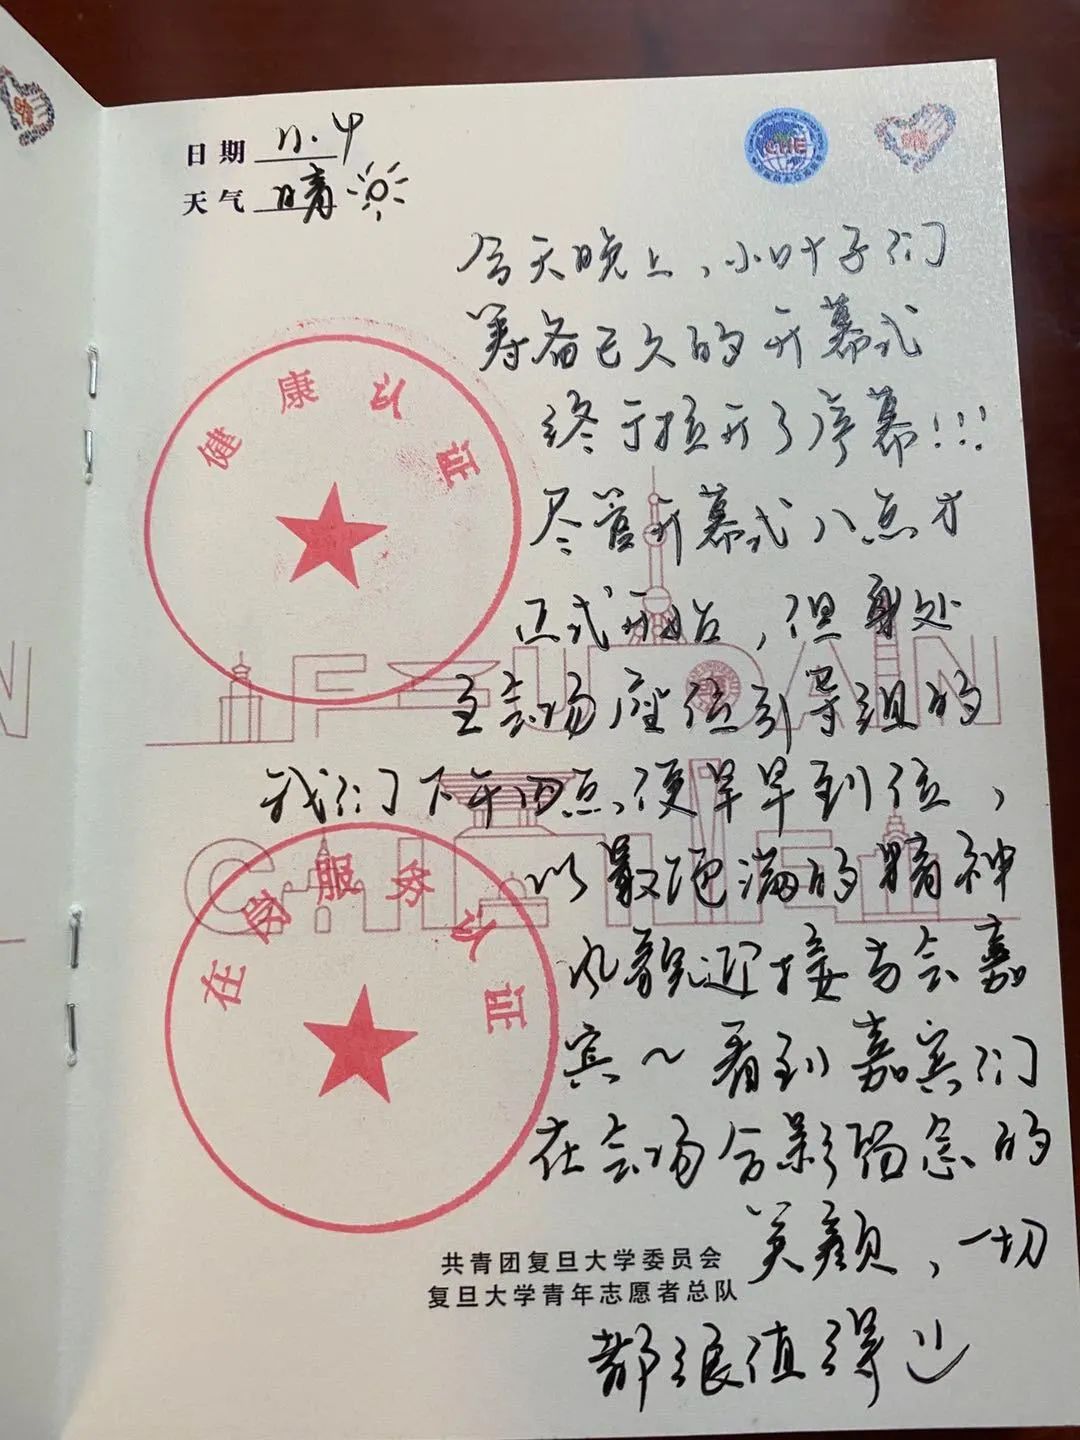 日期 11.4
天气 晴
CIIE
今天晚上，小叶子们
筹备已久的开幕式
终于拉开了序幕!!!
尽管开幕式八点才
正式开始，但身处
主会场座位引导组的
我们下午四点便早早到位，
以最饱满的精神
风貌迎接与会嘉
宾～看到嘉宾们
在会场合影留念的
笑颜，一切
都很值得
健康认证
在岗服务认证
FUDAN
CHINA
共青团复旦大学委员会
复旦大学青年志愿者总队